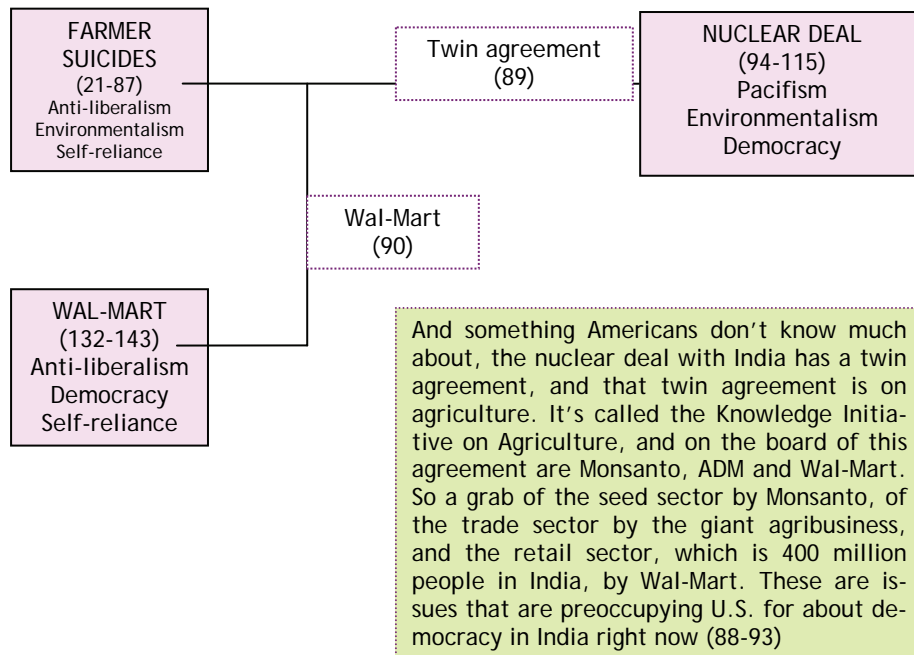 FARMER
SUICIDES
(21-87)
Anti-liberalism
Environmentalism
Self-reliance
Twin agreement
(89)
NUCLEAR DEAL
(94-115)
Pacifism
Environmentalism
Democracy
Wal-Mart
(90)
WAL-MART
(132-143)
Anti-liberalism
Democracy
Self-reliance
And something Americans don't know much
about, the nuclear deal with India has a twin
agreement, and that twin agreement is on
agriculture. It's called the Knowledge Initia-
tive on Agriculture, and on the board of this
agreement are Monsanto, ADM and Wal-Mart.
So a grab of the seed sector by Monsanto, of
the trade sector by the giant agribusiness,
and the retail sector, which is 400 million
people in India, by Wal-Mart. These are is-
sues that are preoccupying U.S. for about de-
mocracy in India right now (88-93)